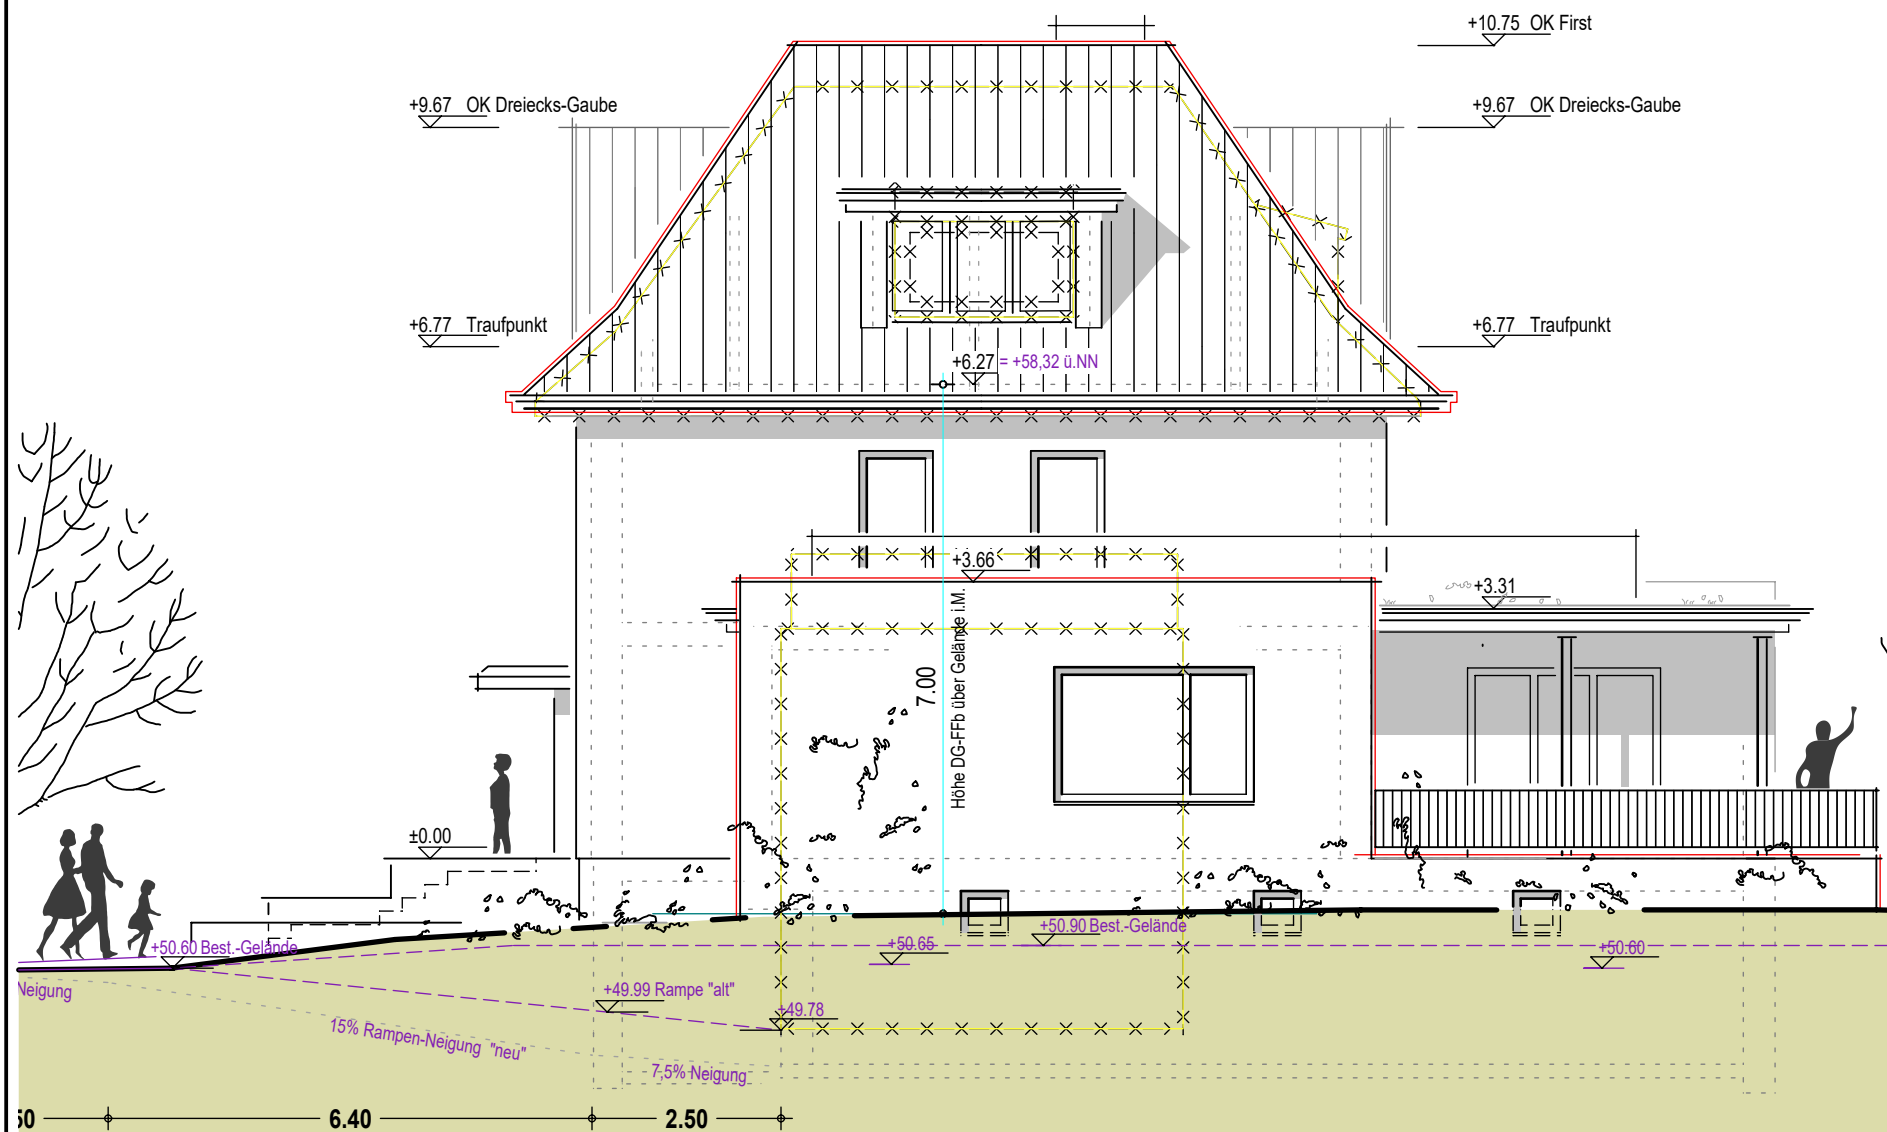 +10.75 OK First
+9.67 OK Dreiecks-Gaube
+9.67 OK Dreiecks-Gaube
+6.77 Traufpunkt
+6.77 Traufpunkt
+6.27 = +58,32 ü.NN
+3.66
+3.31
7.00
Höhe DG-FFb über Gelände i.M.
±0.00
+50.60 Best.-Gelände
+50.65
+50.90 Best.-Gelände
+50.60
Neigung
+49.99 Rampe "alt"
+49.78
15% Rampen-Neigung "neu"
7,5% Neigung
50
6.40
2.50